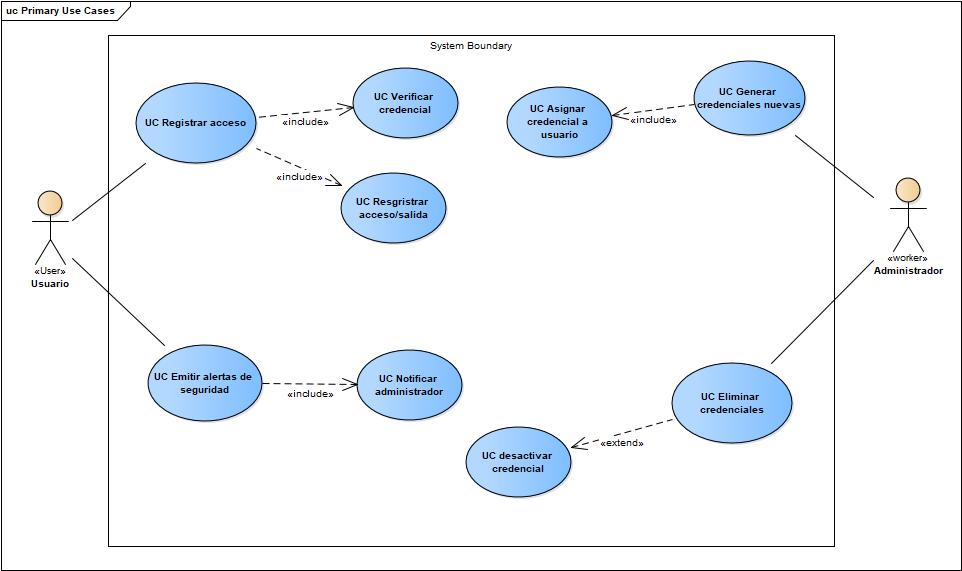 uc Primary Use Cases
System Boundary
UC Registrar acceso
«include»
UC Verificar
credencial
«include»
UC Resgristrar
acceso/salida
UC Asignar
credencial a
usuario
«include»
UC Generar
credenciales nuevas
«User»
Usuario
«worker»
Administrador
UC Emitir alertas de
seguridad
«include»
UC Notificar
administrador
UC desactivar
credencial
«extend»
UC Eliminar
credenciales